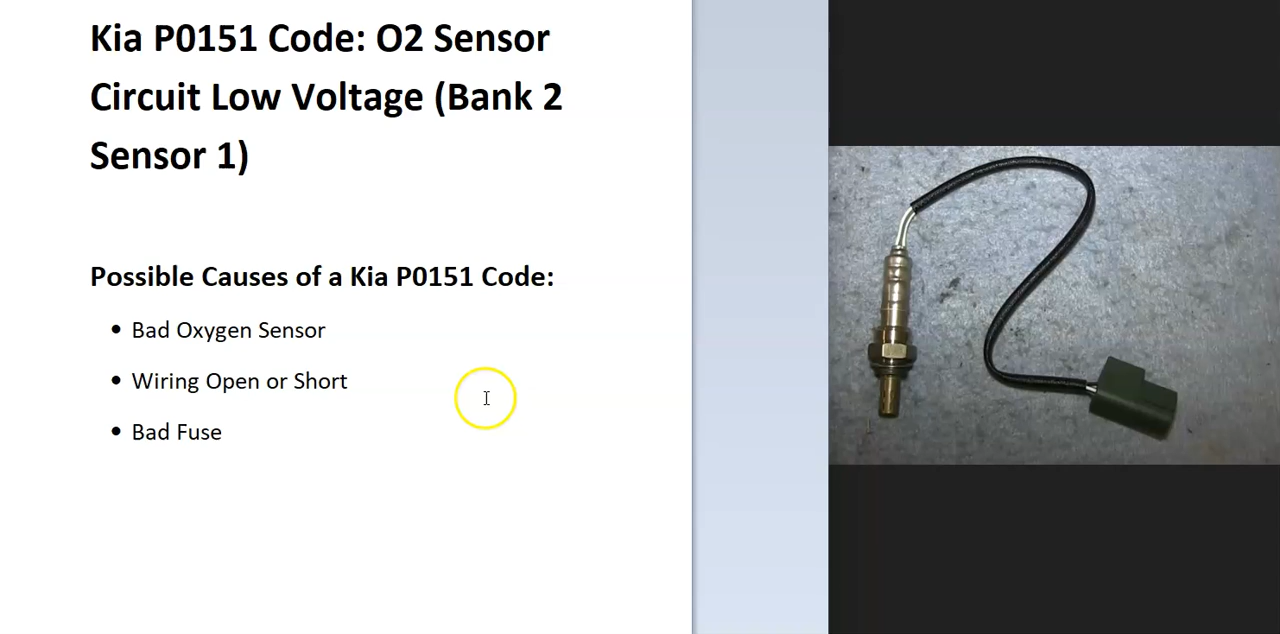 Kia P0151 Code: O2 Sensor
Circuit Low Voltage (Bank 2
Sensor 1)
Possible Causes of a Kia P0151 Code:
• Bad Oxygen Sensor
• Wiring Open or Short
• Bad Fuse